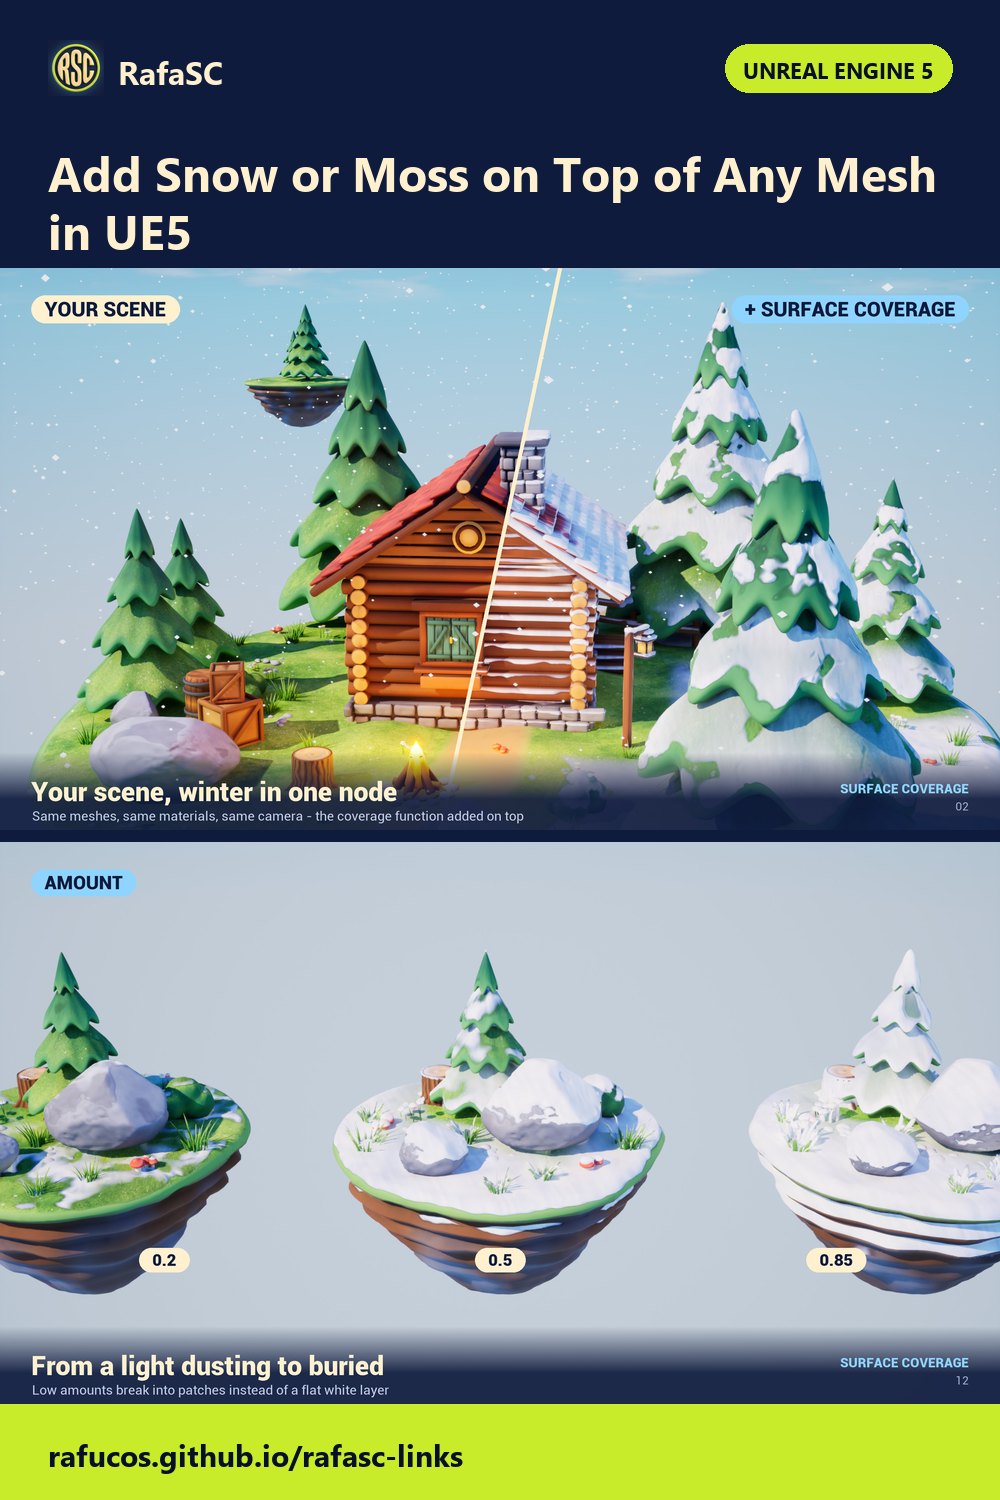 RSC
RafaSC
UNREAL ENGINE 5
Add Snow or Moss on Top of Any Mesh
in UE5
YOUR SCENE
+ SURFACE COVERAGE
Your scene, winter in one node
Same meshes, same materials, same camera - the coverage function added on top
SURFACE COVERAGE
02
AMOUNT
0.2
0.5
0.85
From a light dusting to buried
Low amounts break into patches instead of a flat white layer
SURFACE COVERAGE
12
rafucos.github.io/rafasc-links